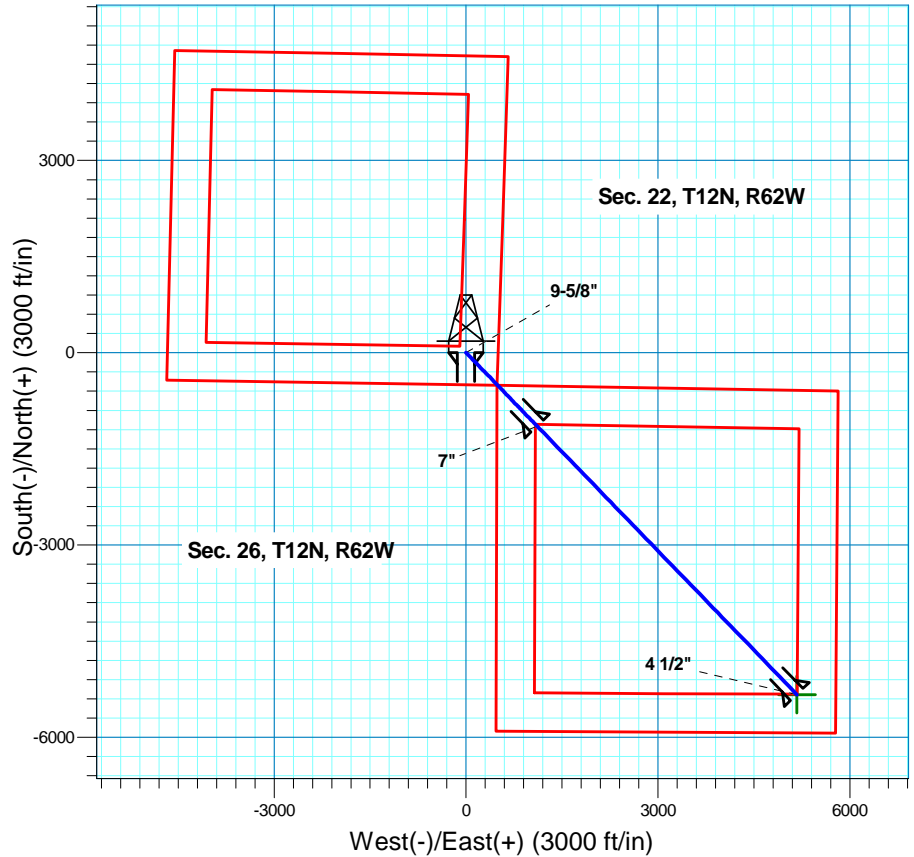 3000
Sec. 22, T12N, R62W
9-5/8"
0
7"
-3000
Sec. 26, T12N, R62W
4 1/2"
-6000
South(-)/North(+) (3000 ft/in)
-3000 0 3000 6000
West(-)/East(+) (3000 ft/in)